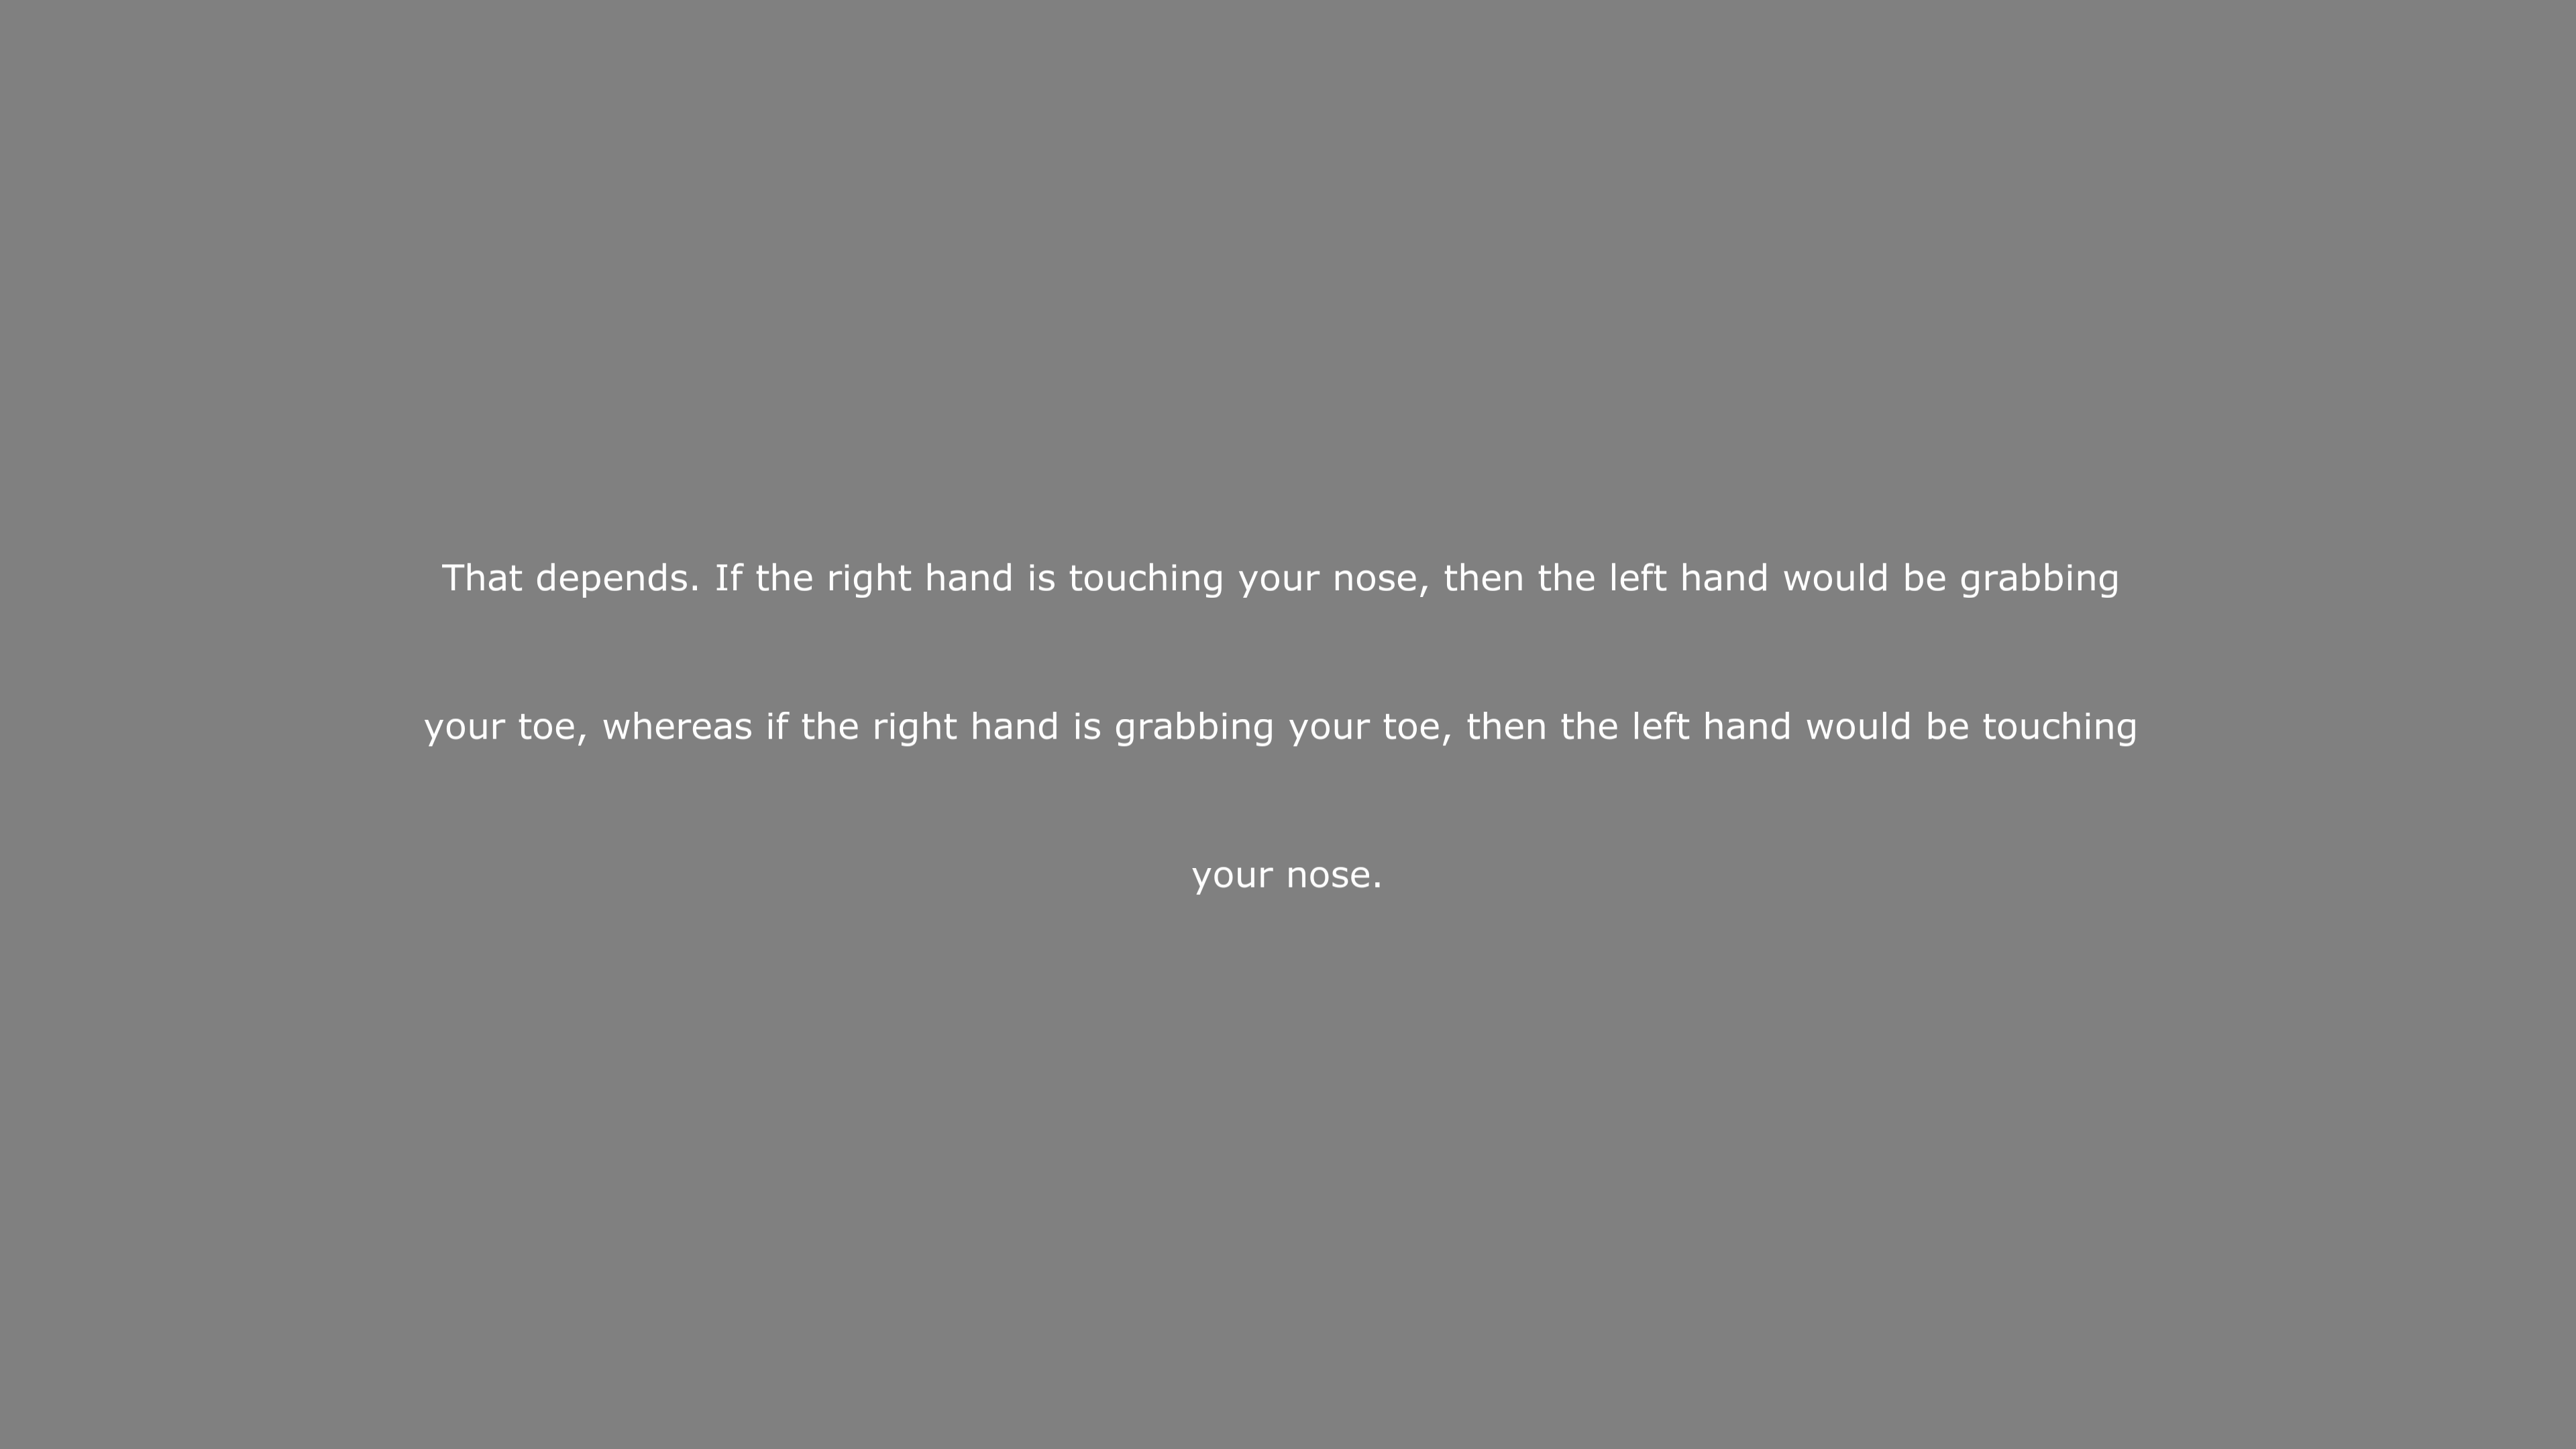 That depends. If the right hand is touching your nose, then the left hand would be grabbing
your toe, whereas if the right hand is grabbing your toe, then the left hand would be touching
your nose.